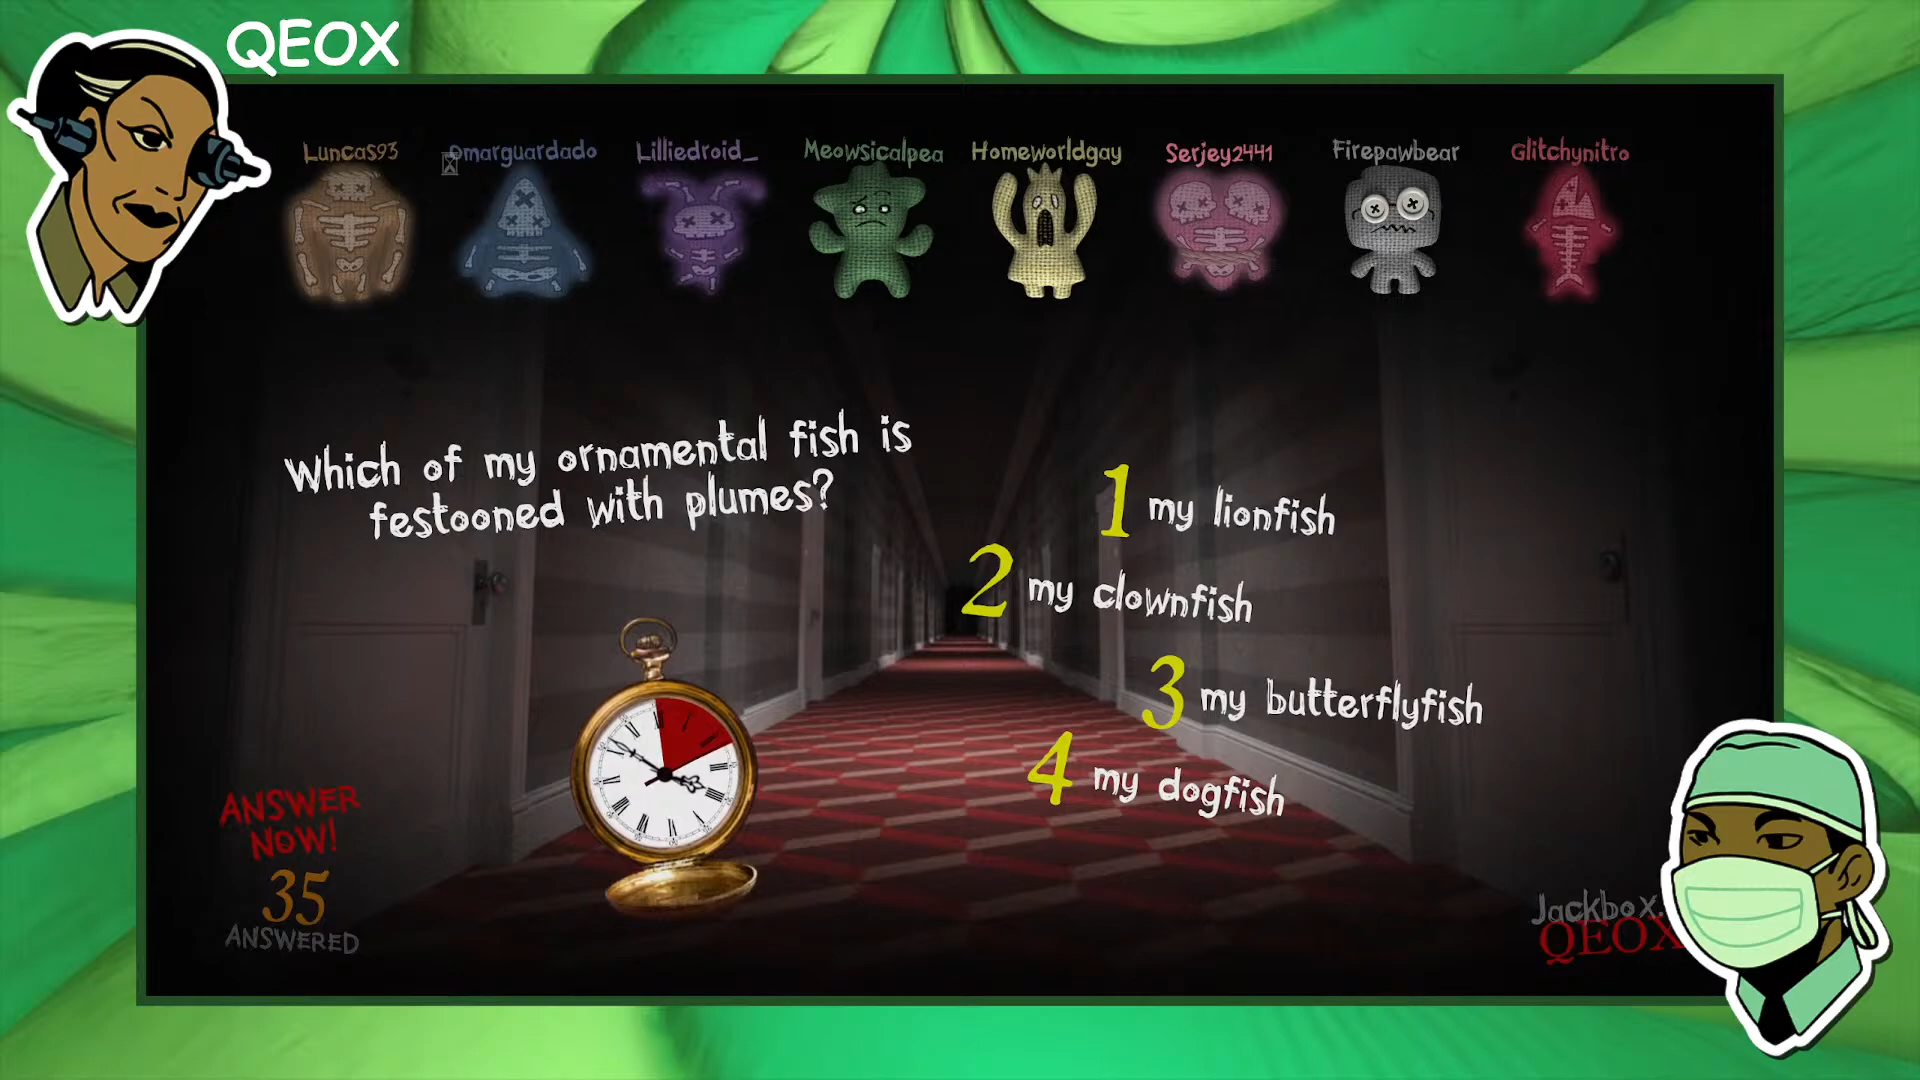 QEOX
Luncas93
Omarguardado
Lilliedroid_
Meowsicalpea
Homeworldgay
Serjey2441
Firepawbear
Glitchynitro
Which of my ornamental fish is
festooned with plumes?
1 my lionfish
2 my clownfish
3 my butterflyfish
4 my dogfish
ANSWER
NOW!
35
ANSWERED
Jackbox.
QEOX